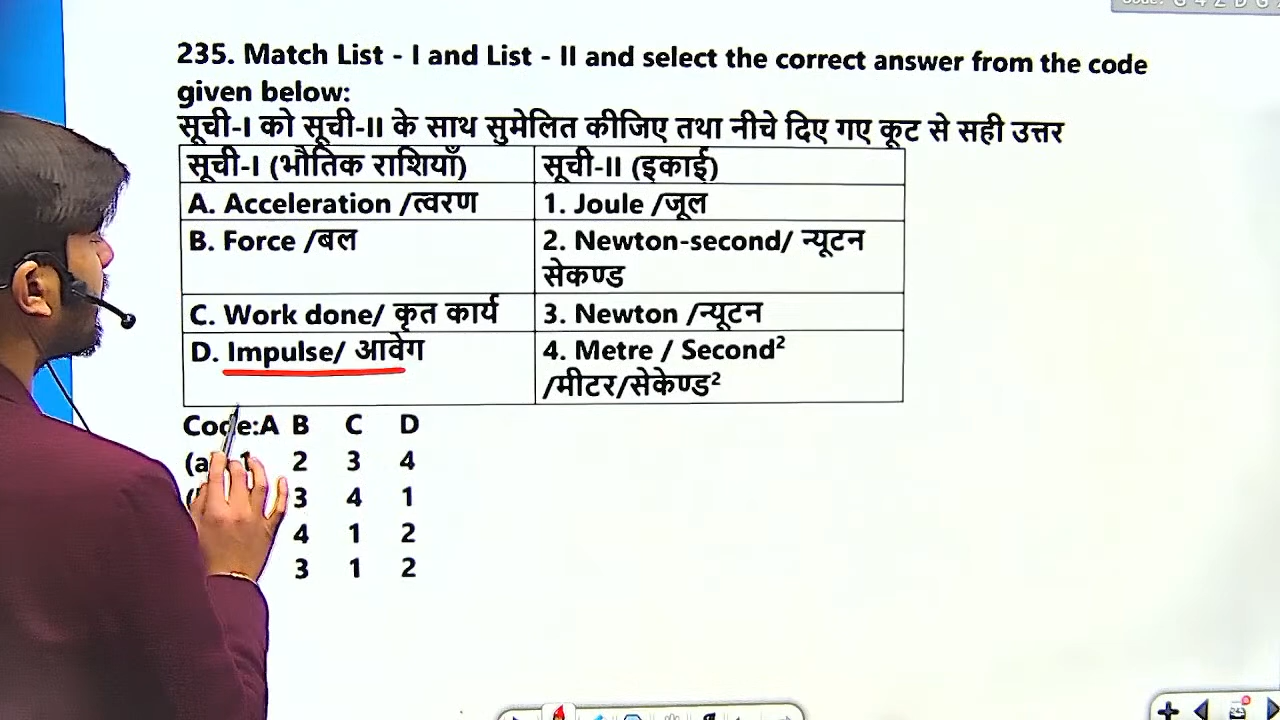 235. Match List - I and List - II and select the correct answer from the code
given below:
सूची-I को सूची-II के साथ सुमेलित कीजिए तथा नीचे दिए गए कूट से सही उत्तर
सूची-I (भौतिक राशियाँ) सूची-II (इकाई)
A. Acceleration /त्वरण 1. Joule /जूल
B. Force /बल 2. Newton-second/ न्यूटन
सेकण्ड
C. Work done/ कृत कार्य 3. Newton /न्यूटन
D. Impulse/ आवेग 4. Metre / Second²
/मीटर/सेकेण्ड²
Code:A B C D
(a 1 2 3 4
3 4 1
4 1 2
3 1 2